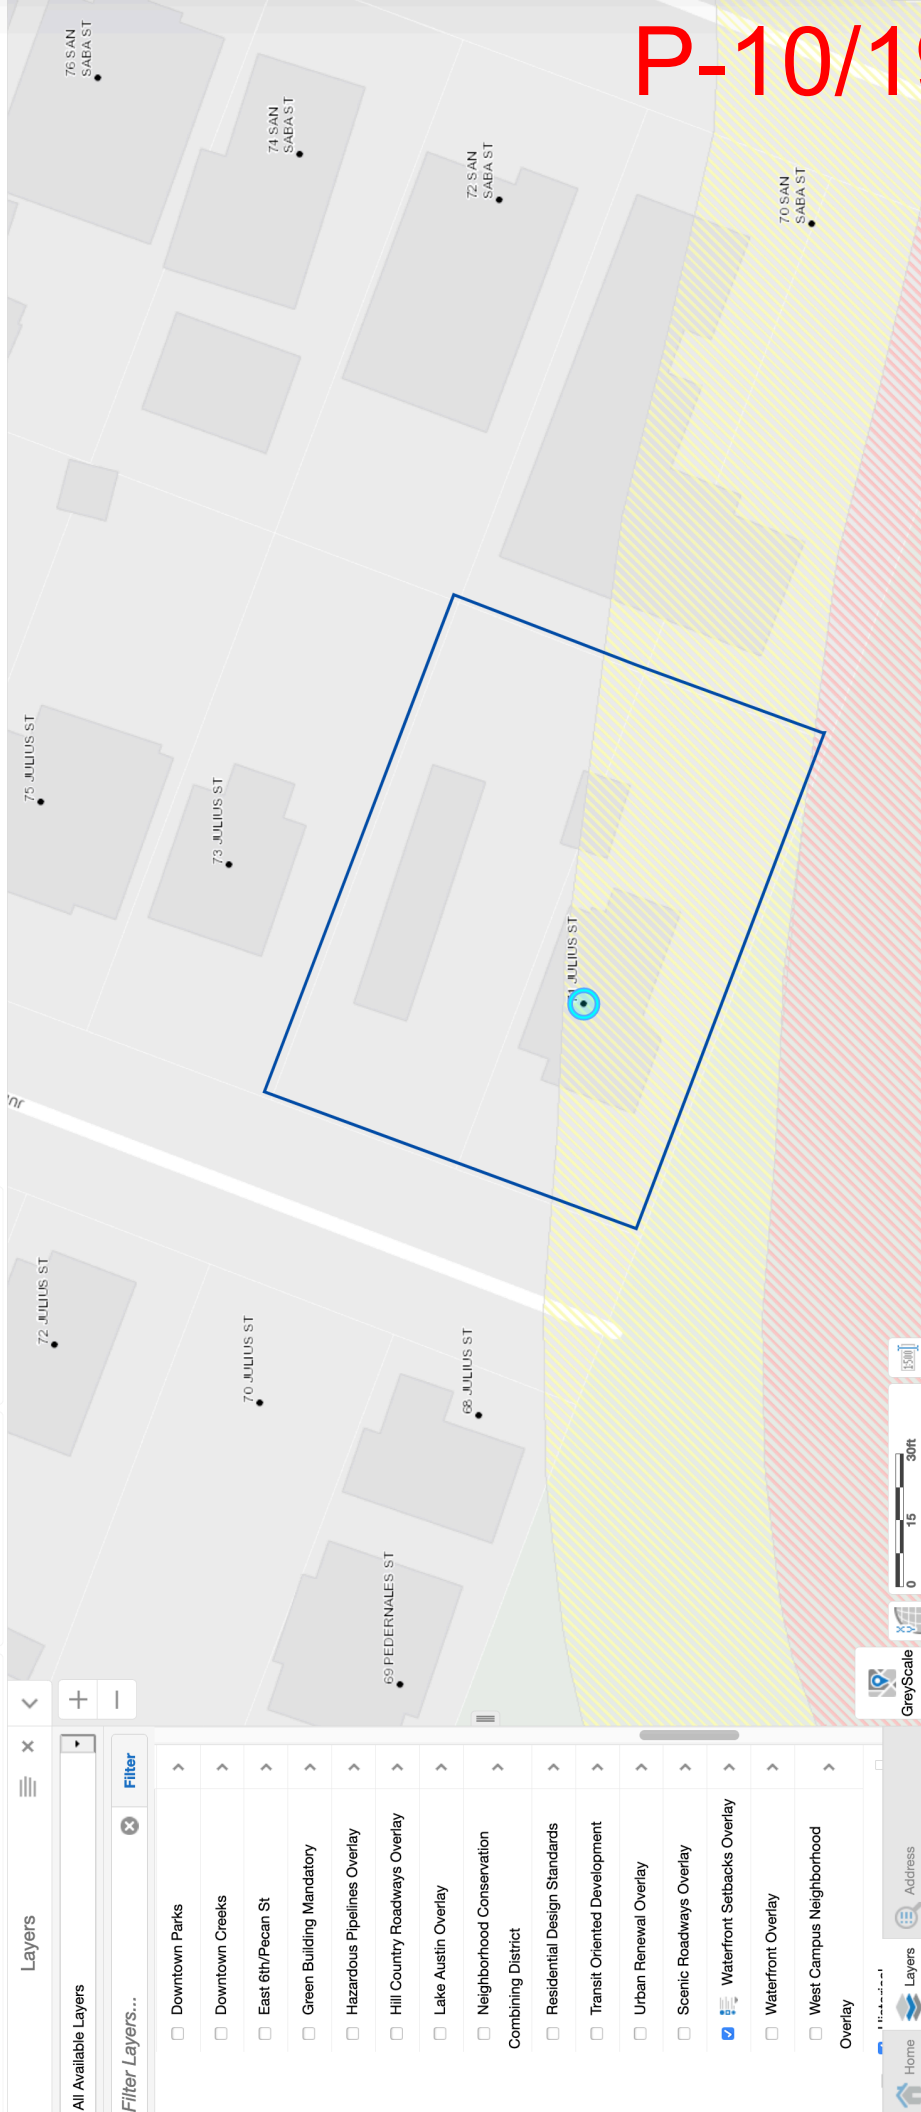 P-10/19
76 SAN
SABA ST
74 SAN
SABA ST
72 SAN
SABA ST
70 SAN
SABA ST
75 JULIUS ST
73 JULIUS ST
JULIUS ST
72 JULIUS ST
70 JULIUS ST
68 JULIUS ST
69 PEDERNALES ST
Layers
All Available Layers
Filter Layers...
Filter
Downtown Parks
Downtown Creeks
East 6th/Pecan St
Green Building Mandatory
Hazardous Pipelines Overlay
Hill Country Roadways Overlay
Lake Austin Overlay
Neighborhood Conservation
Combining District
Residential Design Standards
Transit Oriented Development
Urban Renewal Overlay
Scenic Roadways Overlay
Waterfront Setbacks Overlay
Waterfront Overlay
West Campus Neighborhood
Overlay
Home
Layers
Address
GreyScale
0 15 30ft
1:500